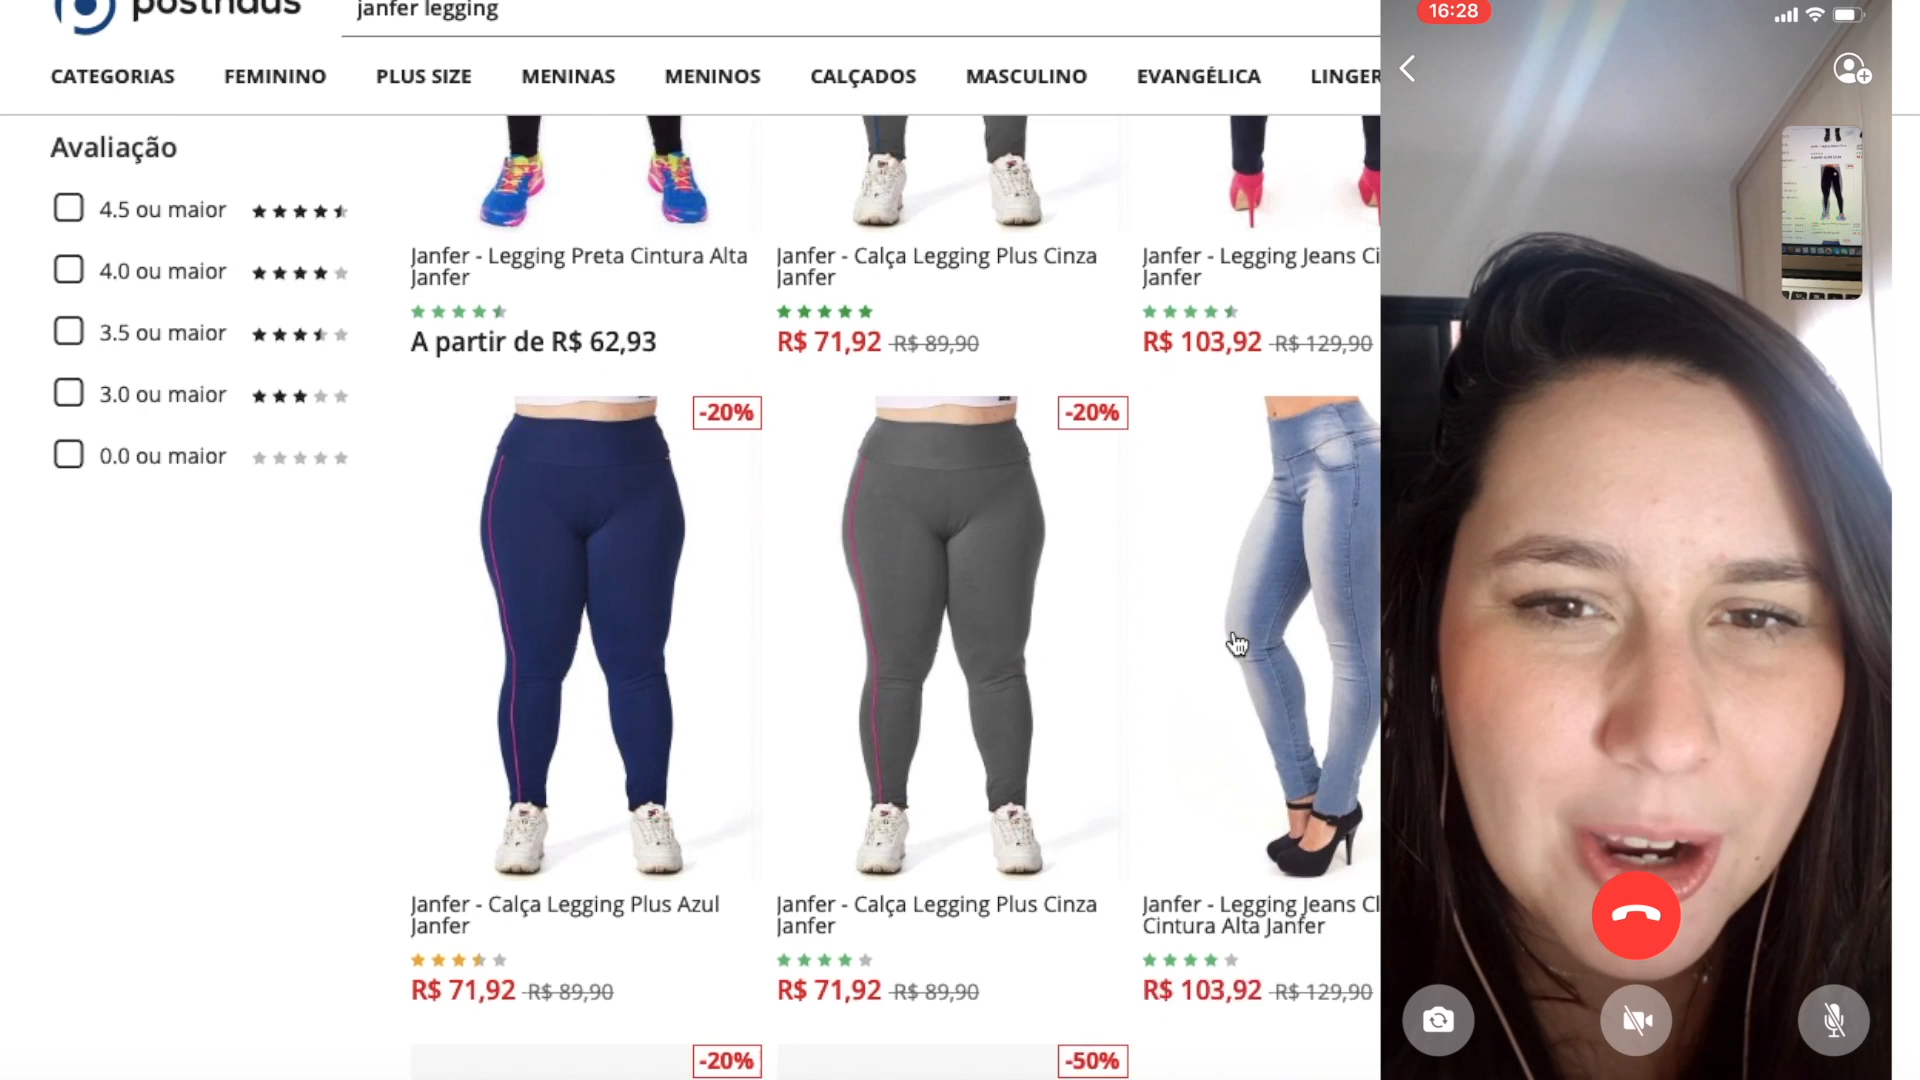 posthaus
janfer legging
16:28
CATEGORIAS FEMININO PLUS SIZE MENINAS MENINOS CALÇADOS MASCULINO EVANGÉLICA LINGER
Avaliação
4.5 ou maior
4.0 ou maior
3.5 ou maior
3.0 ou maior
0.0 ou maior
Janfer - Legging Preta Cintura Alta
Janfer
A partir de R$ 62,93
Janfer - Calça Legging Plus Cinza
Janfer
R$ 71,92 R$ 89,90
Janfer - Legging Jeans Ci
Janfer
R$ 103,92 R$ 129,90
-20%
-20%
Janfer - Calça Legging Plus Azul
Janfer
R$ 71,92 R$ 89,90
Janfer - Calça Legging Plus Cinza
Janfer
R$ 71,92 R$ 89,90
Janfer - Legging Jeans Cl
Cintura Alta Janfer
R$ 103,92 R$ 129,90
-20%
-50%